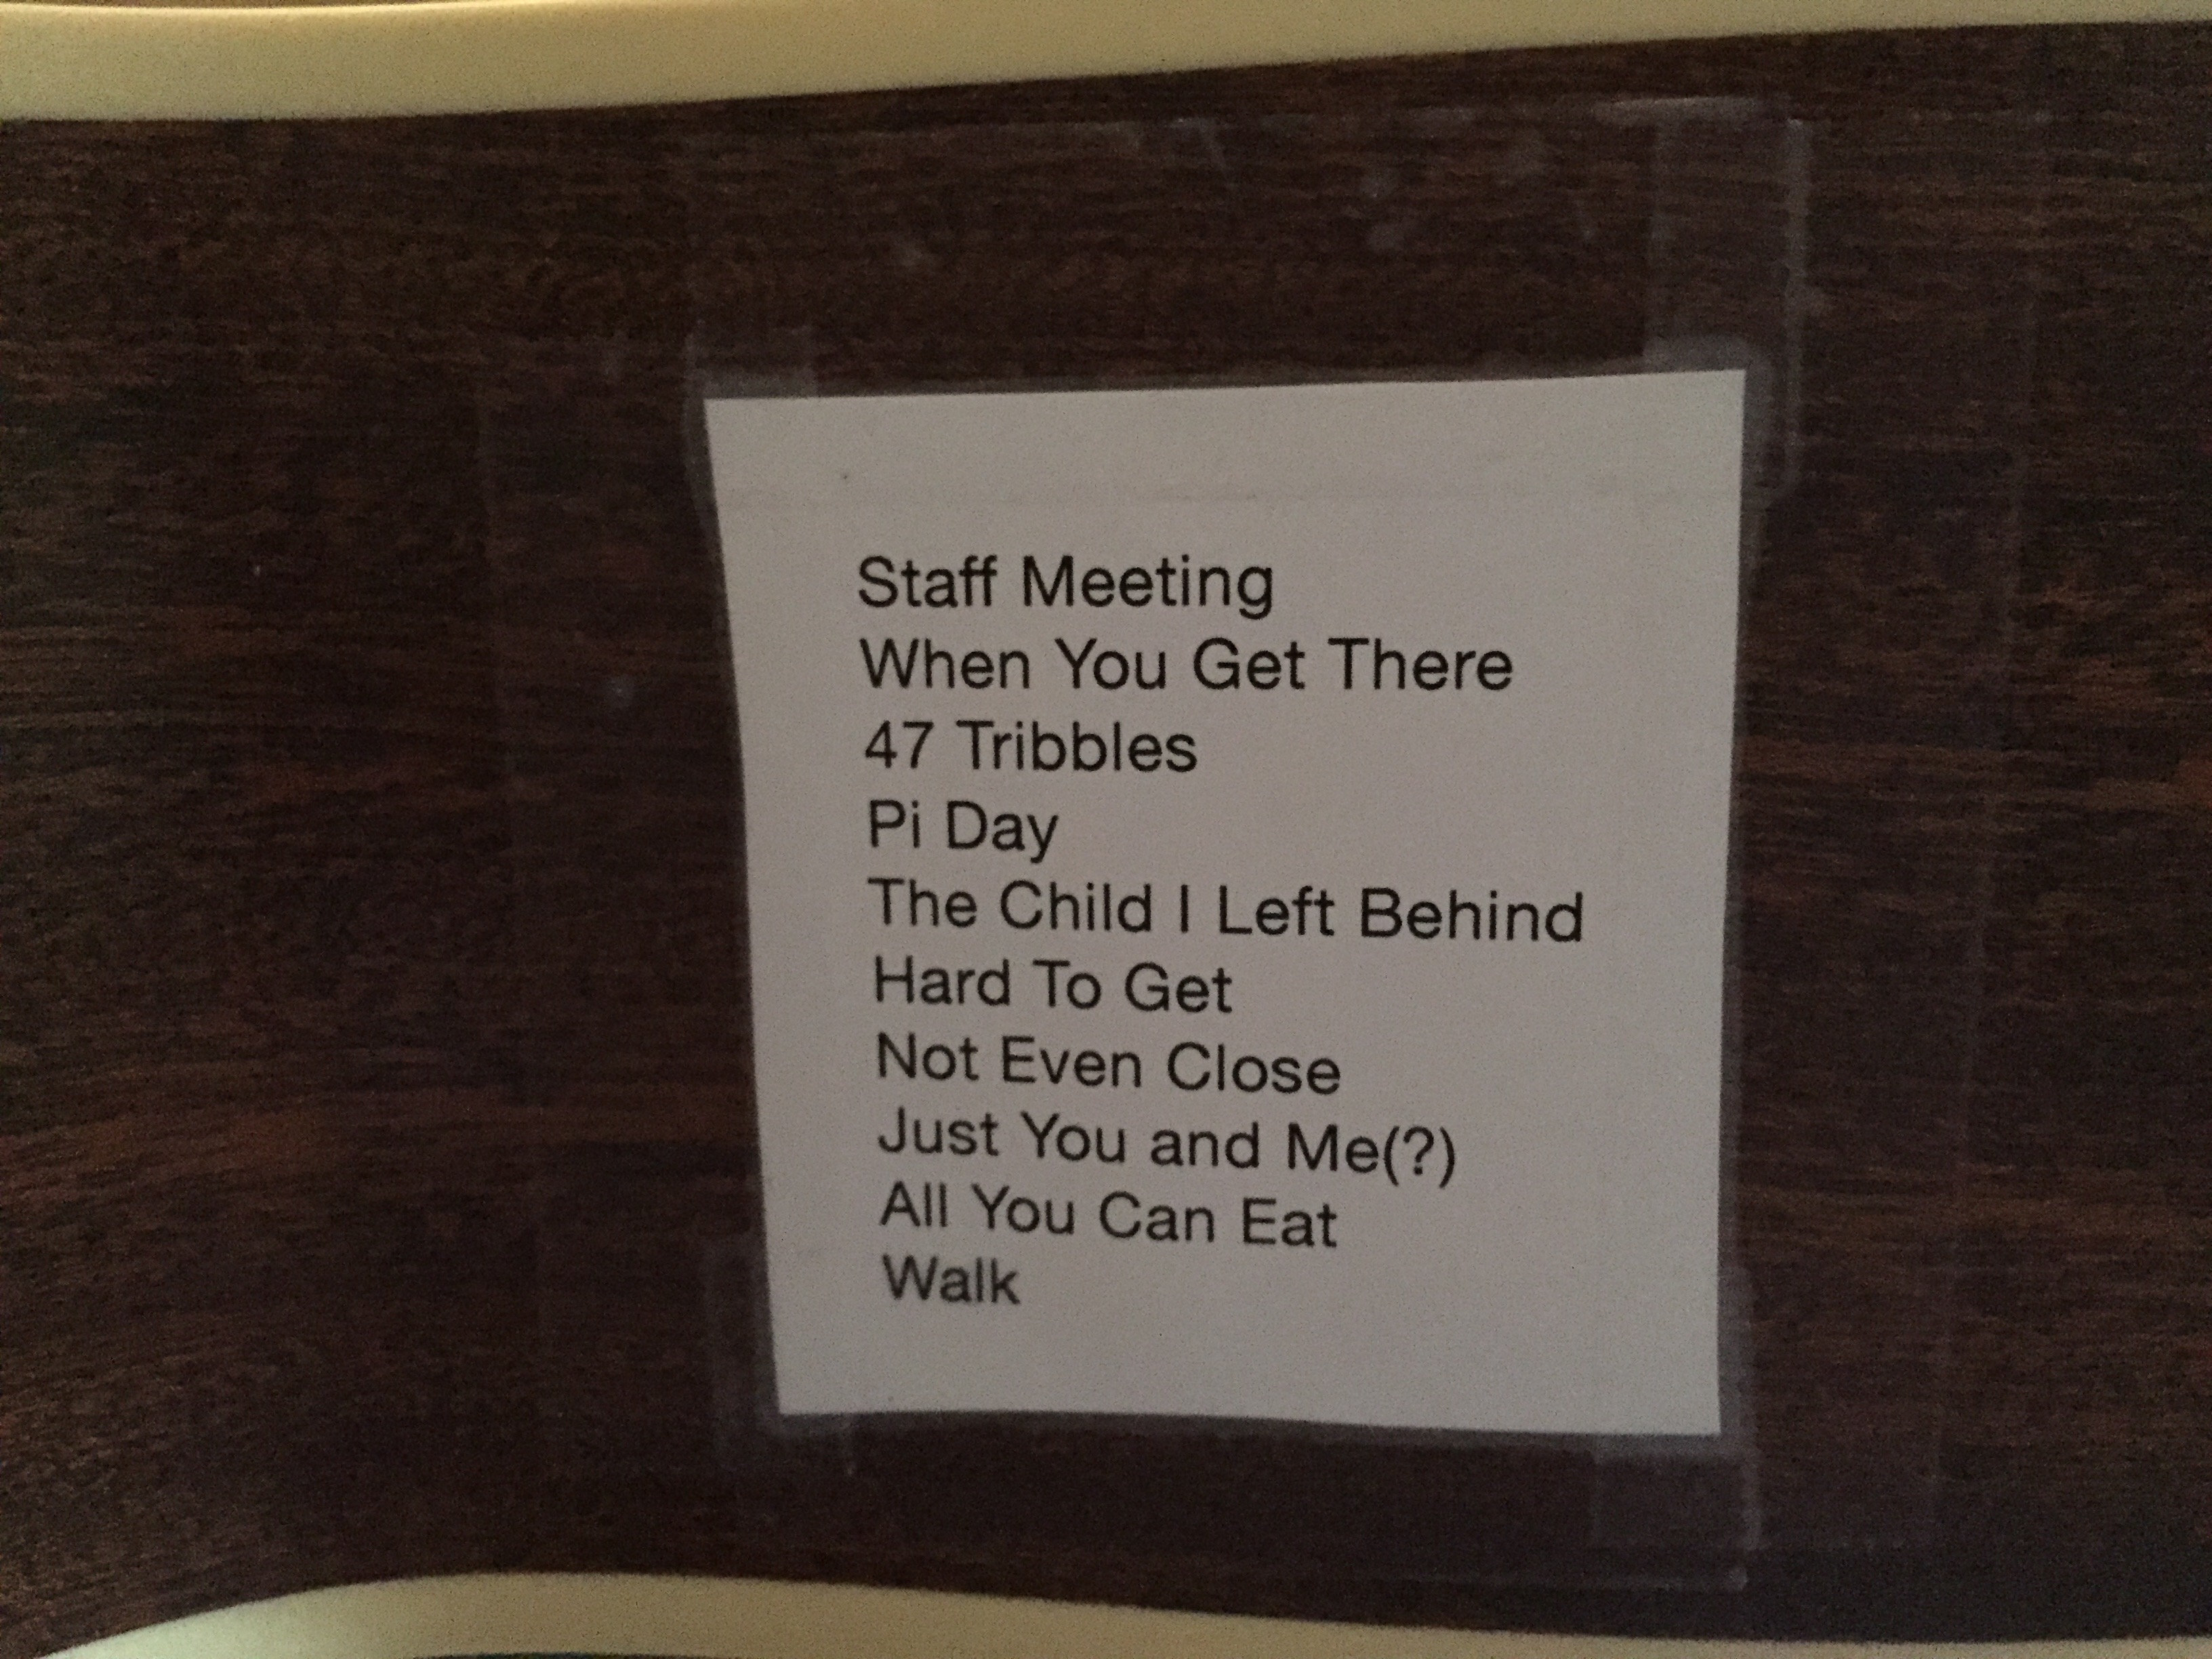 Staff Meeting
When You Get There
47 Tribbles
Pi Day
The Child I Left Behind
Hard To Get
Not Even Close
Just You and Me(?)
All You Can Eat
Walk